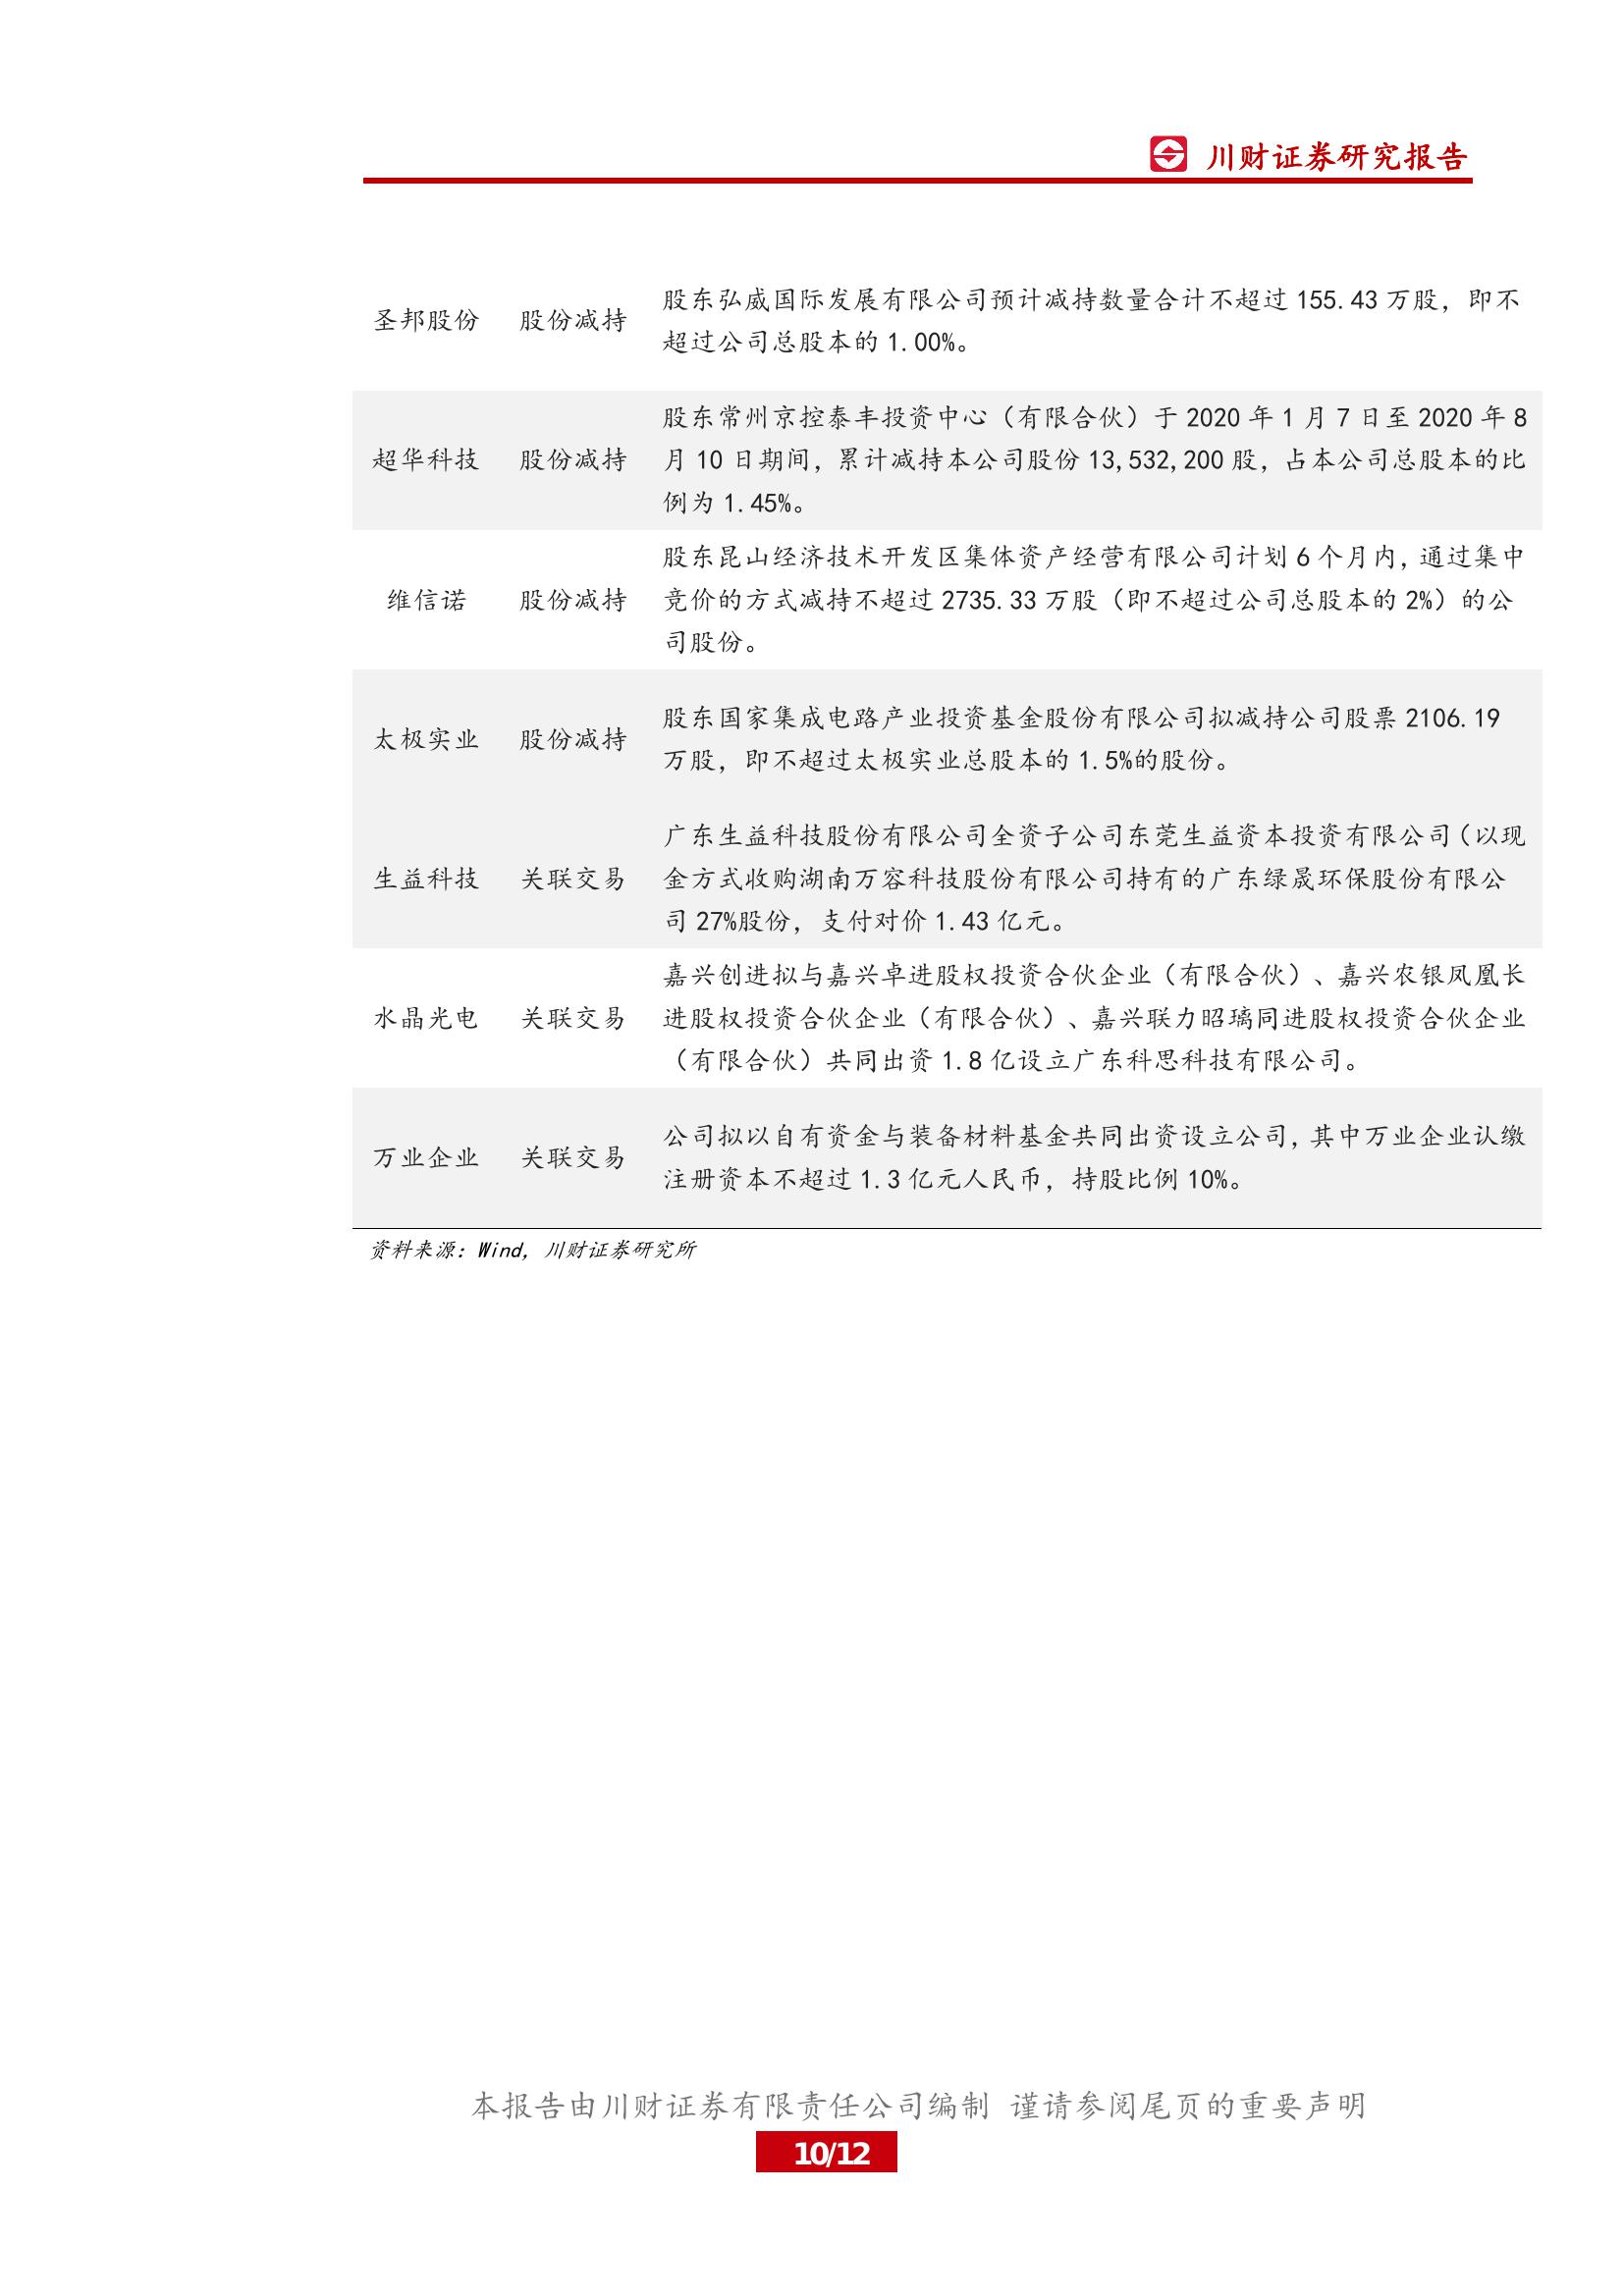 川财证券研究报告
圣邦股份 股份减持 股东弘威国际发展有限公司预计减持数量合计不超过 155.43 万股，即不
超过公司总股本的 1.00%。
超华科技 股份减持 股东常州京控泰丰投资中心（有限合伙）于 2020 年 1 月 7 日至 2020 年 8
月 10 日期间，累计减持本公司股份 13,532,200 股，占本公司总股本的比
例为 1.45%。
维信诺 股份减持 股东昆山经济技术开发区集体资产经营有限公司计划 6 个月内，通过集中
竞价的方式减持不超过 2735.33 万股（即不超过公司总股本的 2%）的公
司股份。
太极实业 股份减持 股东国家集成电路产业投资基金股份有限公司拟减持公司股票 2106.19
万股，即不超过太极实业总股本的 1.5%的股份。
生益科技 关联交易 广东生益科技股份有限公司全资子公司东莞生益资本投资有限公司（以现
金方式收购湖南万容科技股份有限公司持有的广东绿晟环保股份有限公
司 27%股份，支付对价 1.43 亿元。
水晶光电 关联交易 嘉兴创进拟与嘉兴卓进股权投资合伙企业（有限合伙）、嘉兴农银凤凰长
进股权投资合伙企业（有限合伙）、嘉兴联力昭璃同进股权投资合伙企业
（有限合伙）共同出资 1.8 亿设立广东科思科技有限公司。
万业企业 关联交易 公司拟以自有资金与装备材料基金共同出资设立公司，其中万业企业认缴
注册资本不超过 1.3 亿元人民币，持股比例 10%。
资料来源：Wind，川财证券研究所
本报告由川财证券有限责任公司编制 谨请参阅尾页的重要声明
10/12